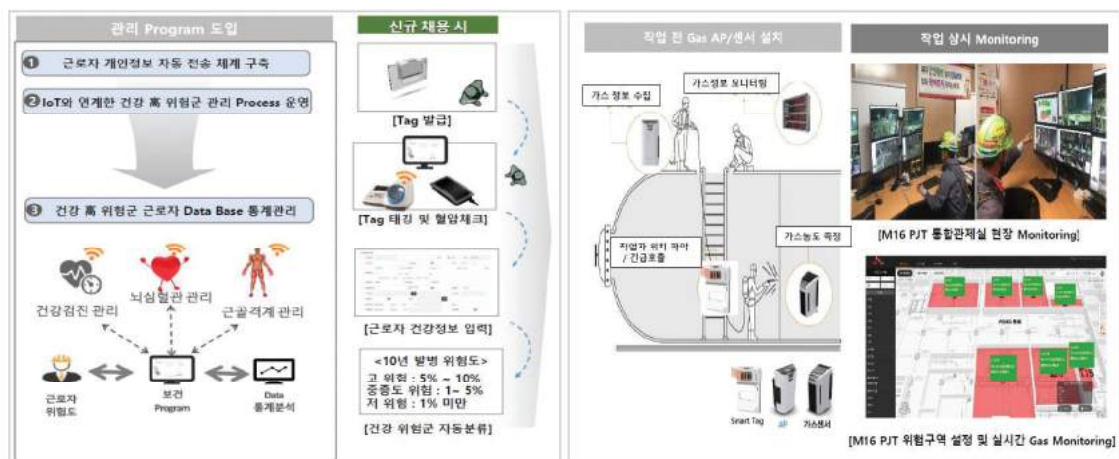 관리 Program 도입
❶ 근로자 개인정보 자동 전송 체계 구축
❷ IoT와 연계한 건강 高 위험군 관리 Process 운영
❸ 건강 高 위험군 근로자 Data Base 통계관리
건강검진 관리
뇌심혈관 관리
근골격계 관리
근로자
위험도
보건
Program
Data
통계분석
신규 채용 시
[Tag 발급]
[Tag 태깅 및 혈압체크]
[근로자 건강정보 입력]
<10년 발병 위험도>
고 위험 : 5% ~ 10%
중증도 위험 : 1~ 5%
저 위험 : 1% 미만
[건강 위험군 자동분류]
작업 전 Gas AP/센서 설치
가스 정보 수집
가스정보 모니터링
작업자 위치 파악
/ 긴급호출
가스농도 측정
Smart Tag
AP
가스센서
작업 상시 Monitoring
[M16 PJT 통합관제실 현장 Monitoring]
[M16 PJT 위험구역 설정 및 실시간 Gas Monitoring]